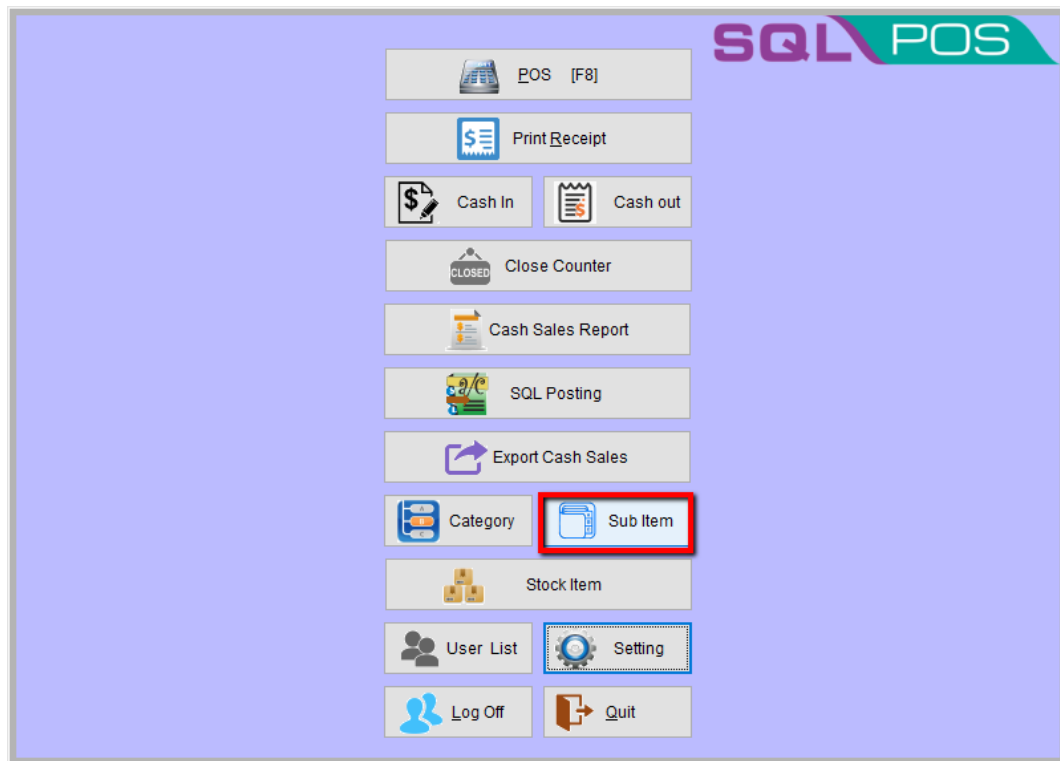 SQL POS
POS [F8]
$
Print Receipt
$
Cash In
$
Cash out
CLOSED
Close Counter
Cash Sales Report
a/c
SQL Posting
Export Cash Sales
A
B
C
Category
Sub Item
Stock Item
User List
Setting
Log Off
Quit